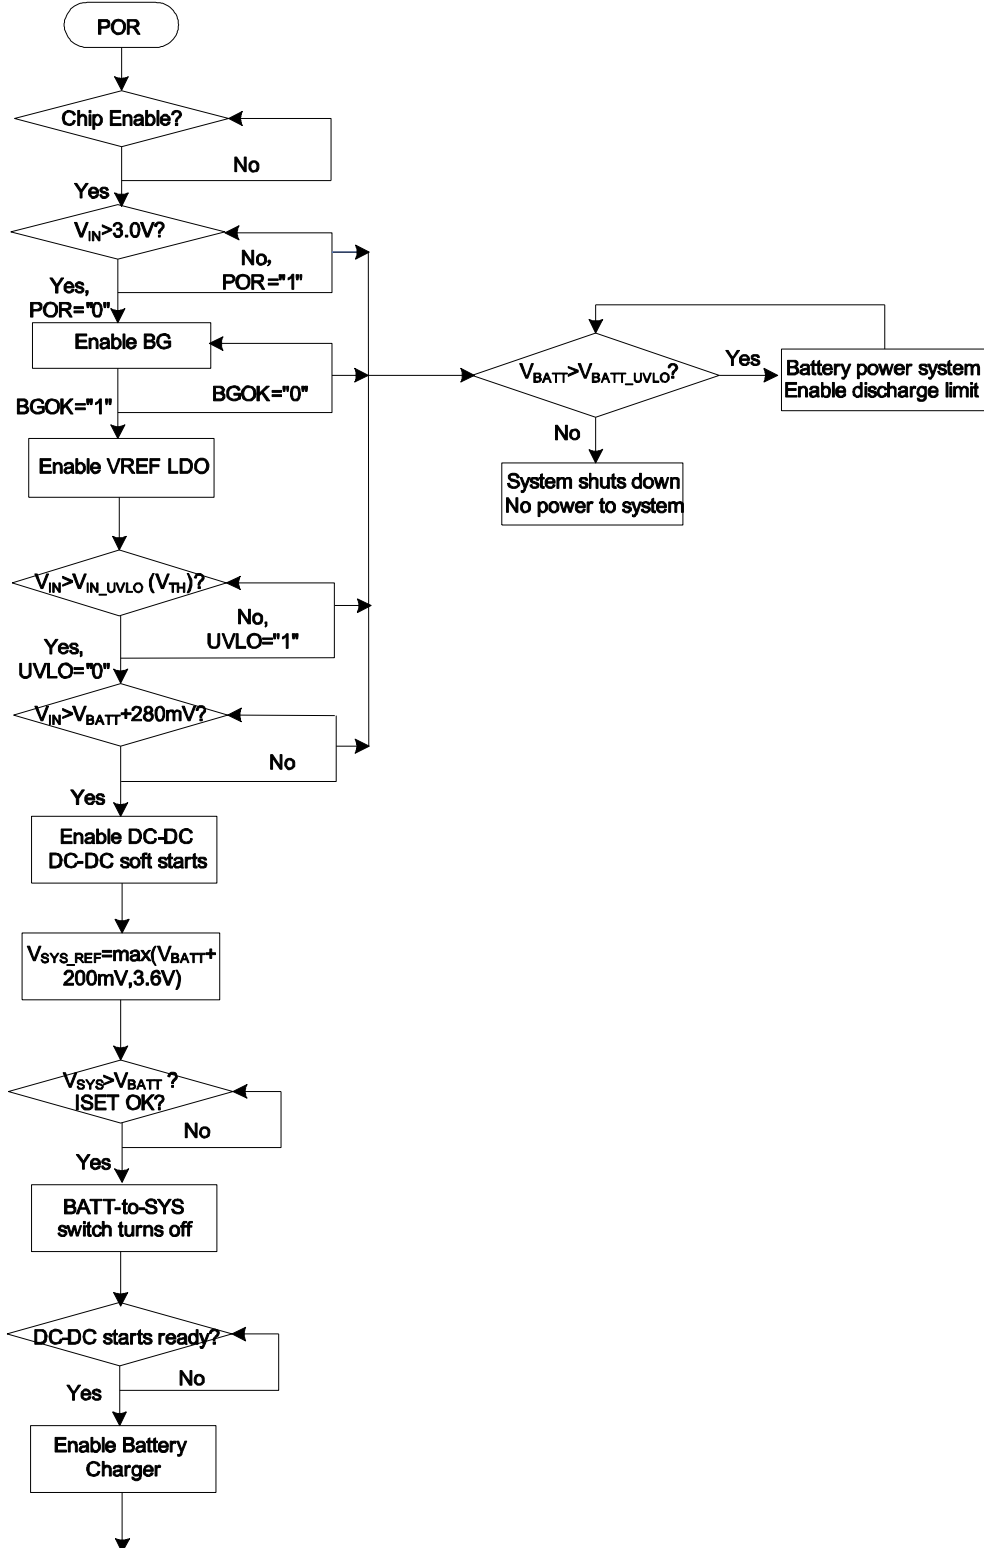 POR
Chip Enable?
No
Yes
VIN>3.0V?
No,
POR="1"
Yes,
POR="0"
Enable BG
BGOK="0"
BGOK="1"
VBATT>VBATT_UVLO?
Yes
Battery power system
Enable discharge limit
No
System shuts down
No power to system
Enable VREF LDO
VIN>VIN_UVLO (VTH)?
No,
UVLO="1"
Yes,
UVLO="0"
VIN>VBATT+280mV?
No
Yes
Enable DC-DC
DC-DC soft starts
VSYS_REF=max(VBATT+
200mV,3.6V)
VSYS>VBATT ?
ISET OK?
No
Yes
BATT-to-SYS
switch turns off
DC-DC starts ready?
No
Yes
Enable Battery
Charger